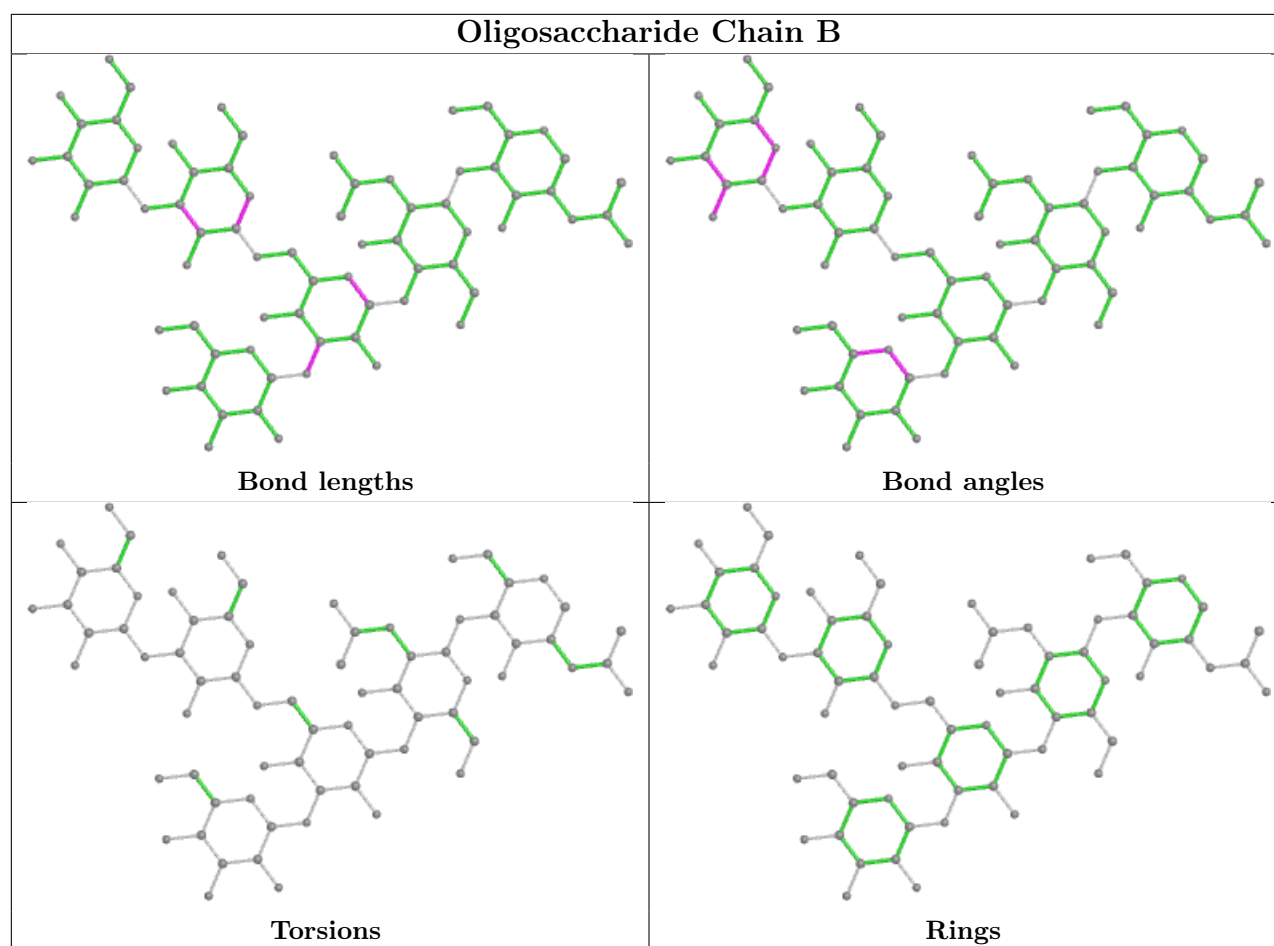 Oligosaccharide Chain B
Bond lengths
Bond angles
Torsions
Rings